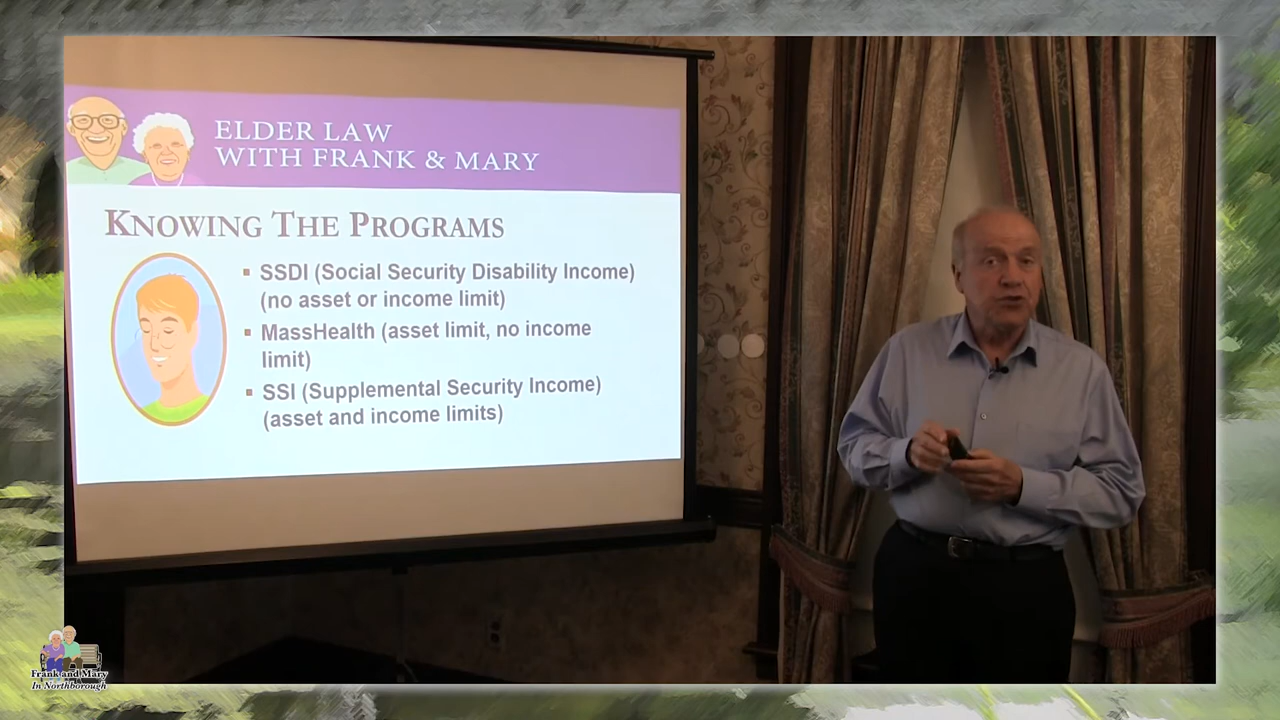 ELDER LAW
WITH FRANK & MARY
KNOWING THE PROGRAMS
▪ SSDI (Social Security Disability Income)
(no asset or income limit)
▪ MassHealth (asset limit, no income
limit)
▪ SSI (Supplemental Security Income)
(asset and income limits)
Frank and Mary
In Northborough